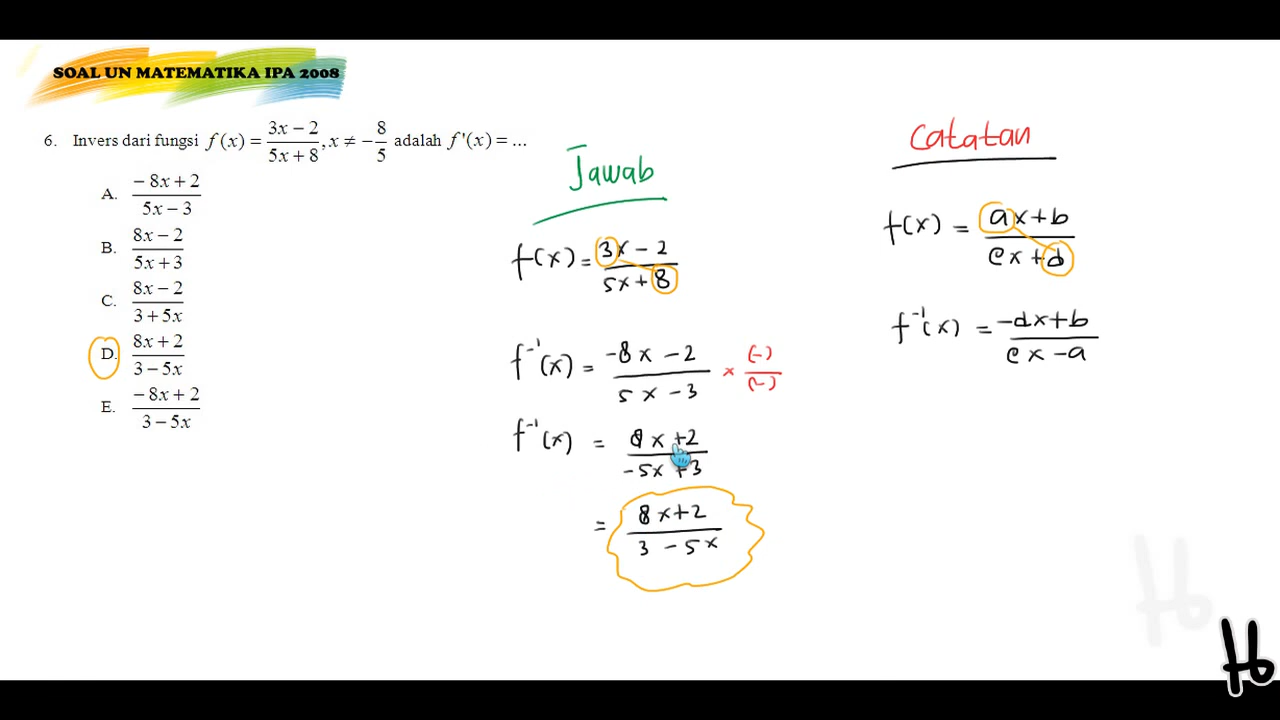 SOAL UN MATEMATIKA IPA 2008
6. Invers dari fungsi f(x) = (3x − 2)/(5x + 8), x ≠ −8/5 adalah f'(x) = ...
A. (−8x + 2)/(5x − 3)
B. (8x − 2)/(5x + 3)
C. (8x − 2)/(3 + 5x)
D. (8x + 2)/(3 − 5x)
E. (−8x + 2)/(3 − 5x)
Jawab
f(x) = (3x − 2)/(5x + 8)
f⁻¹(x) = (−8x − 2)/(5x − 3) × (−)/(−)
f⁻¹(x) = (8x + 2)/(−5x + 3)
= (8x + 2)/(3 − 5x)
Catatan
f(x) = (ax + b)/(cx + d)
f⁻¹(x) = (−dx + b)/(cx − a)